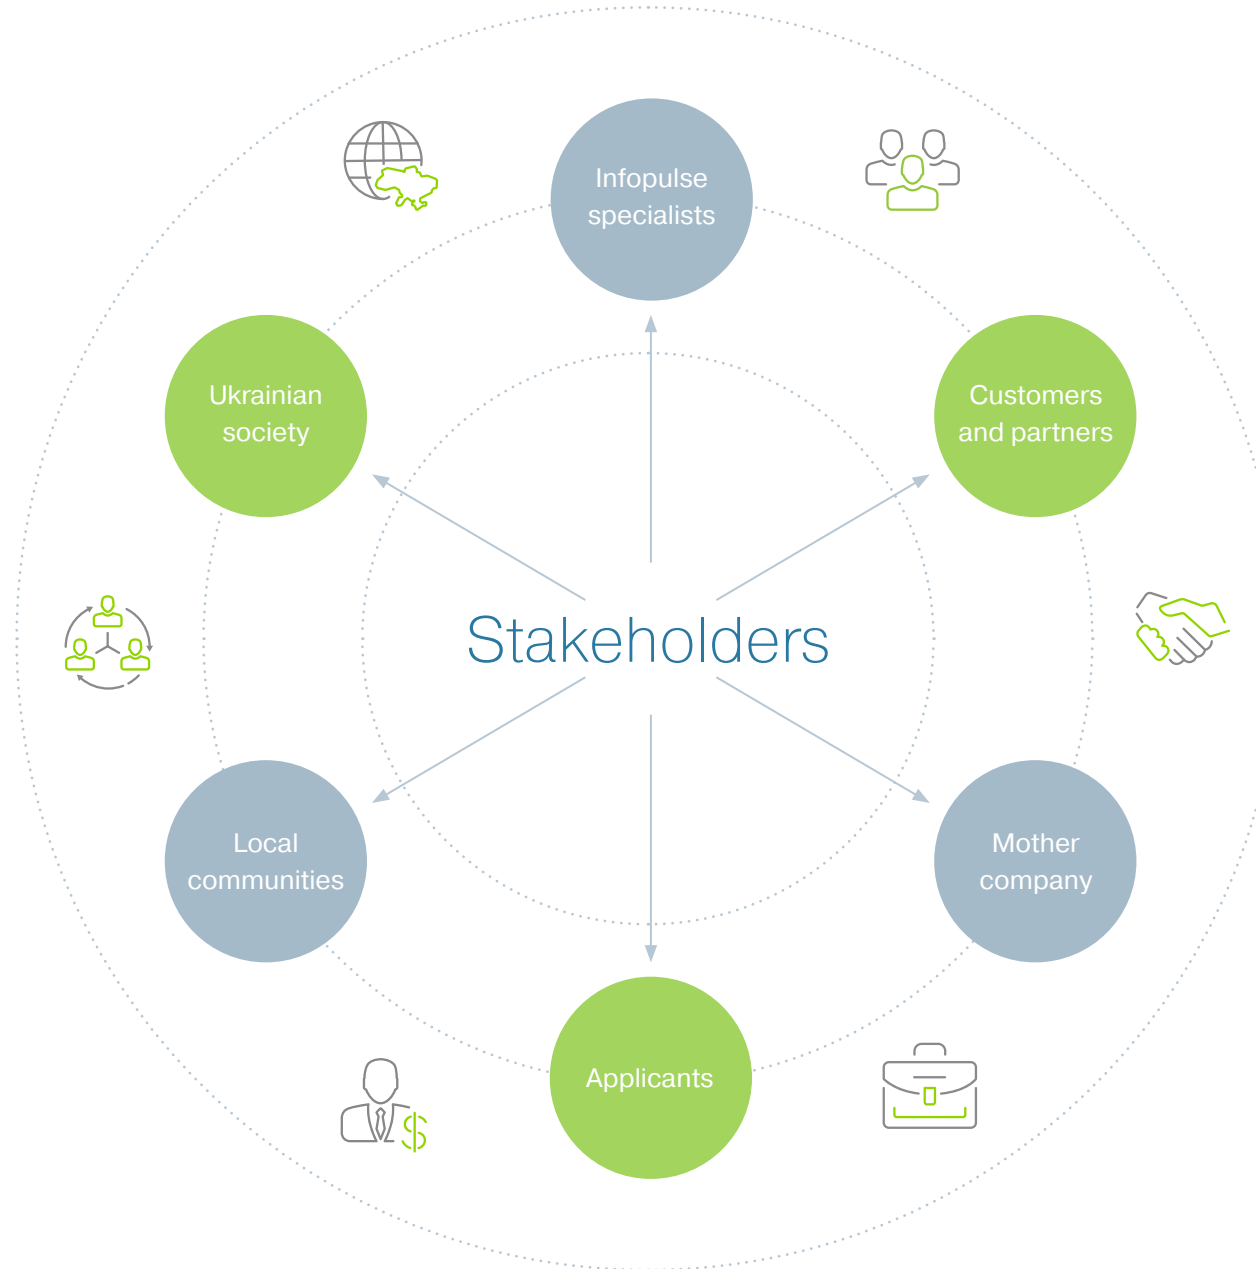 Infopulse
specialists
Ukrainian
society
Customers
and partners
Stakeholders
Local
communities
Mother
company
Applicants
$